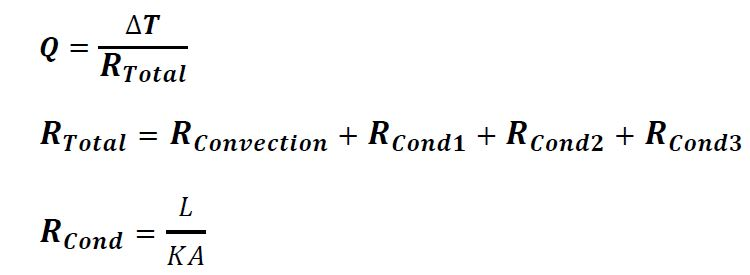 Q = ΔT / R_Total
R_Total = R_Convection + R_Cond1 + R_Cond2 + R_Cond3
R_Cond = L / KA